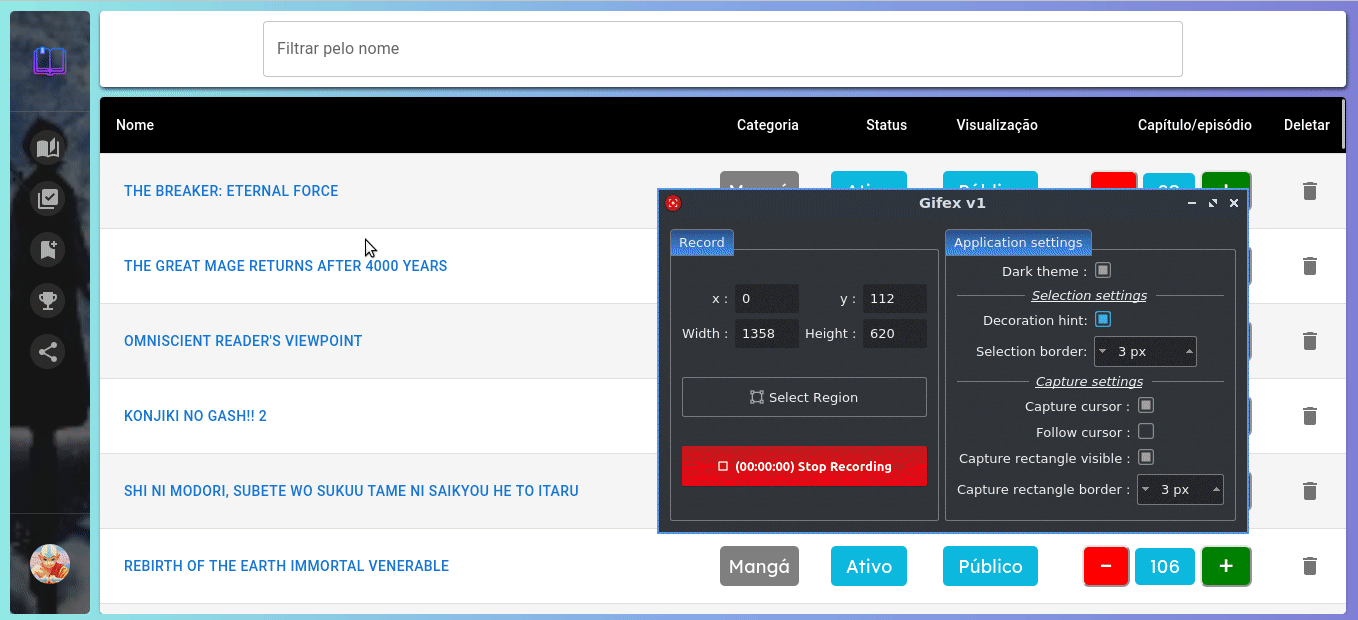 Filtrar pelo nome
Nome Categoria Status Visualização Capítulo/episódio Deletar
THE BREAKER: ETERNAL FORCE
THE GREAT MAGE RETURNS AFTER 4000 YEARS
OMNISCIENT READER'S VIEWPOINT
KONJIKI NO GASH!! 2
SHI NI MODORI, SUBETE WO SUKUU TAME NI SAIKYOU HE TO ITARU
REBIRTH OF THE EARTH IMMORTAL VENERABLE Mangá Ativo Público − 106 +
Gifex v1
Record
x : 0 y : 112
Width : 1358 Height : 620
Select Region
(00:00:00) Stop Recording
Application settings
Dark theme :
Selection settings
Decoration hint:
Selection border: 3 px
Capture settings
Capture cursor :
Follow cursor :
Capture rectangle visible :
Capture rectangle border : 3 px